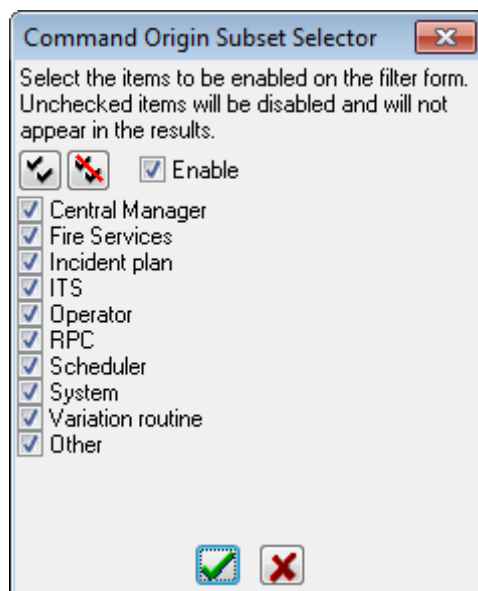 Command Origin Subset Selector
Select the items to be enabled on the filter form.
Unchecked items will be disabled and will not
appear in the results.
Enable
Central Manager
Fire Services
Incident plan
ITS
Operator
RPC
Scheduler
System
Variation routine
Other